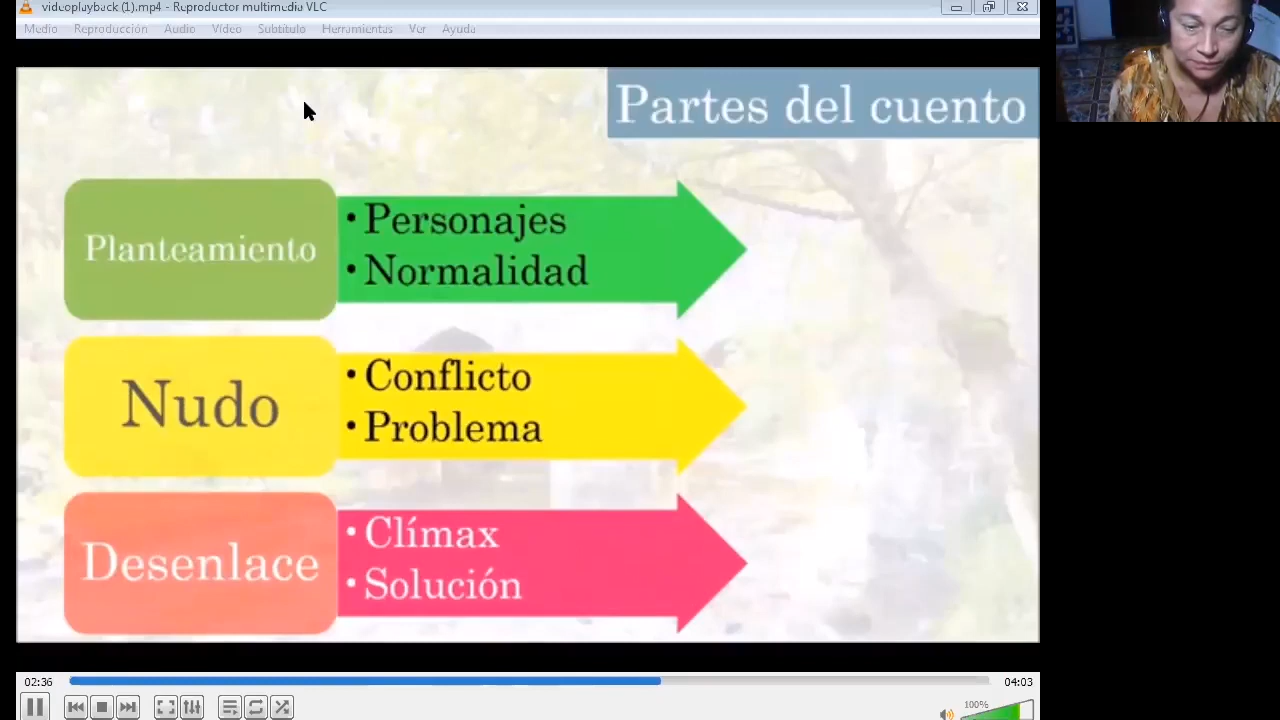 videoplayback (1).mp4 - Reproductor multimedia VLC
Medio Reproducción Audio Vídeo Subtítulo Herramientas Ver Ayuda
Partes del cuento
Planteamiento
• Personajes
• Normalidad
Nudo
• Conflicto
• Problema
Desenlace
• Clímax
• Solución
02:36
04:03
100%